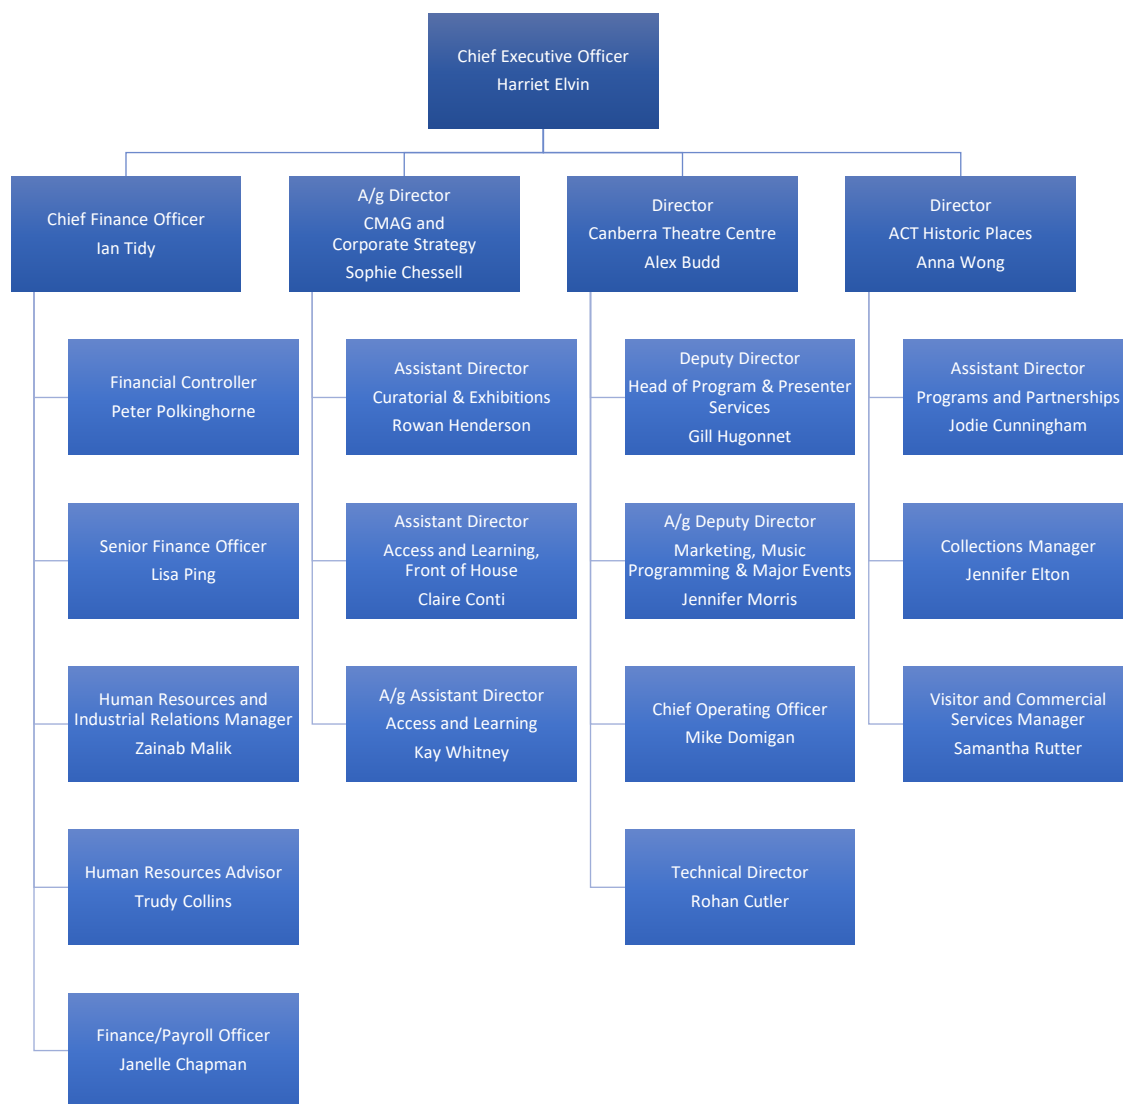 Chief Executive Officer
Harriet Elvin
Chief Finance Officer
Ian Tidy
A/g Director
CMAG and
Corporate Strategy
Sophie Chessell
Director
Canberra Theatre Centre
Alex Budd
Director
ACT Historic Places
Anna Wong
Financial Controller
Peter Polkinghorne
Assistant Director
Curatorial & Exhibitions
Rowan Henderson
Deputy Director
Head of Program & Presenter
Services
Gill Hugonnet
Assistant Director
Programs and Partnerships
Jodie Cunningham
Senior Finance Officer
Lisa Ping
Assistant Director
Access and Learning,
Front of House
Claire Conti
A/g Deputy Director
Marketing, Music
Programming & Major Events
Jennifer Morris
Collections Manager
Jennifer Elton
Human Resources and
Industrial Relations Manager
Zainab Malik
A/g Assistant Director
Access and Learning
Kay Whitney
Chief Operating Officer
Mike Domigan
Visitor and Commercial
Services Manager
Samantha Rutter
Human Resources Advisor
Trudy Collins
Technical Director
Rohan Cutler
Finance/Payroll Officer
Janelle Chapman